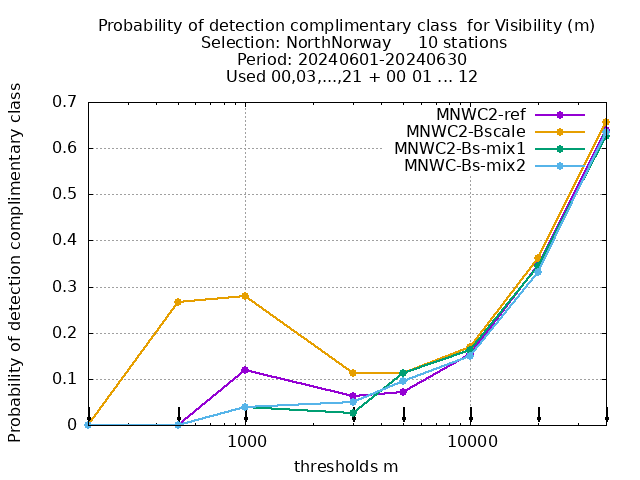 Probability of detection complimentary class  for Visibility (m)
Selection: NorthNorway     10 stations
Period: 20240601-20240630
Used 00,03,...,21 + 00 01 ... 12
Probability of detection complimentary class
0.7
0.6
0.5
0.4
0.3
0.2
0.1
0
MNWC2-ref
MNWC2-Bscale
MNWC2-Bs-mix1
MNWC-Bs-mix2
1000
10000
thresholds m